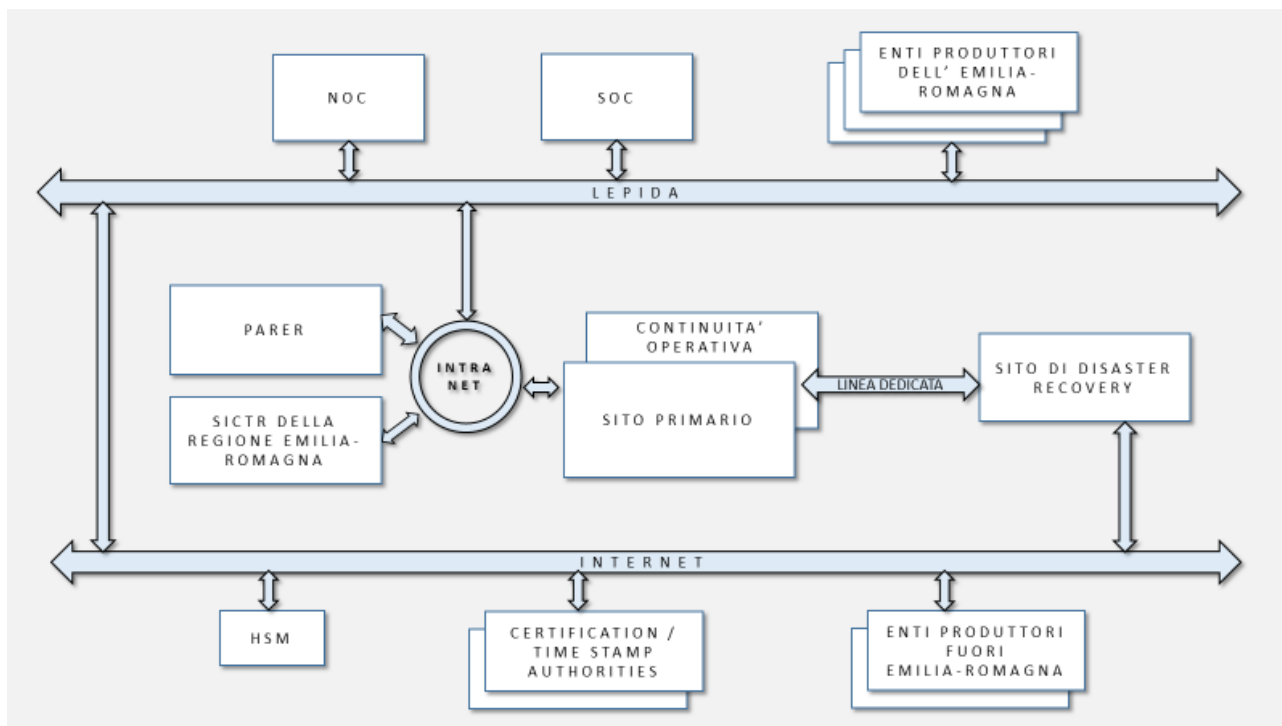 NOC
SOC
ENTI PRODUTTORI
DELL' EMILIA-
ROMAGNA
LEPIDA
PARER
SICTR DELLA
REGIONE EMILIA-
ROMAGNA
INTRA
NET
CONTINUITA'
OPERATIVA
SITO PRIMARIO
LINEA DEDICATA
SITO DI DISASTER
RECOVERY
INTERNET
HSM
CERTIFICATION /
TIME STAMP
AUTHORITIES
ENTI PRODUTTORI
FUORI
EMILIA-ROMAGNA